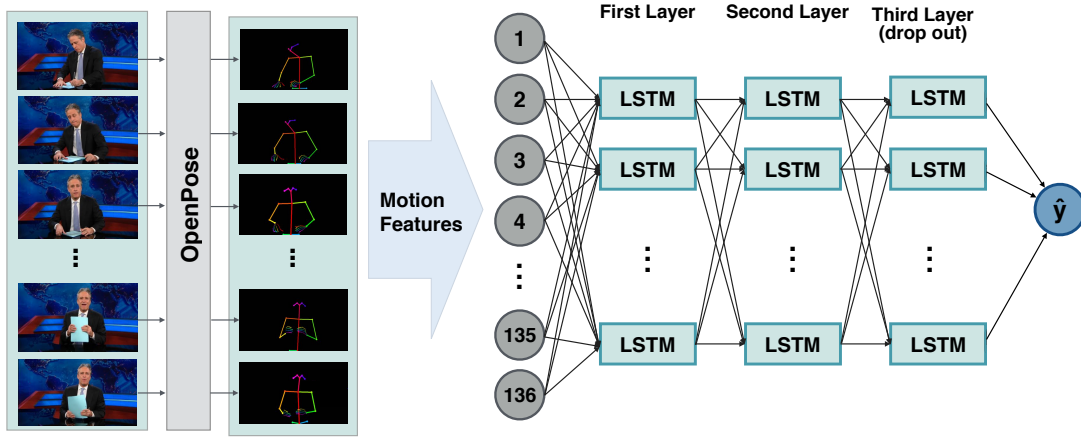 First Layer
Second Layer
Third Layer
(drop out)
OpenPose
Motion
Features
1
2
3
4
135
136
LSTM
LSTM
LSTM
LSTM
LSTM
LSTM
LSTM
LSTM
LSTM
ŷ